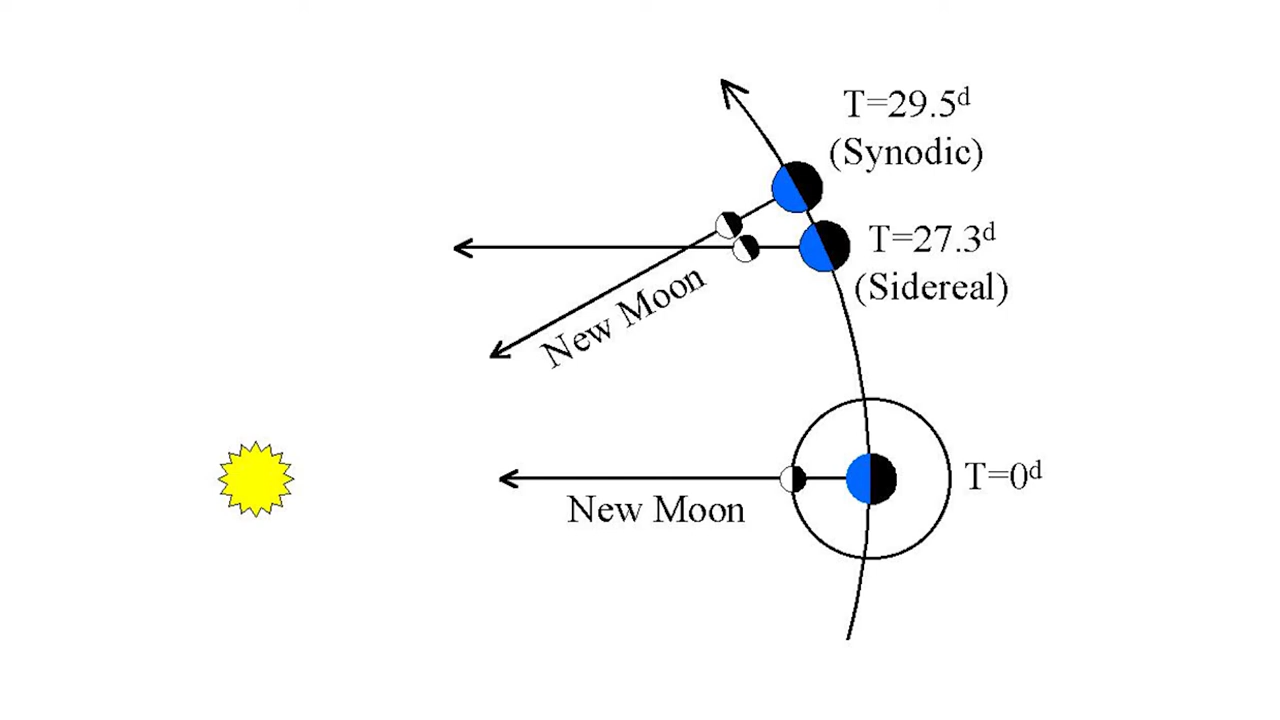 T=29.5d
(Synodic)
T=27.3d
(Sidereal)
New Moon
T=0d
New Moon